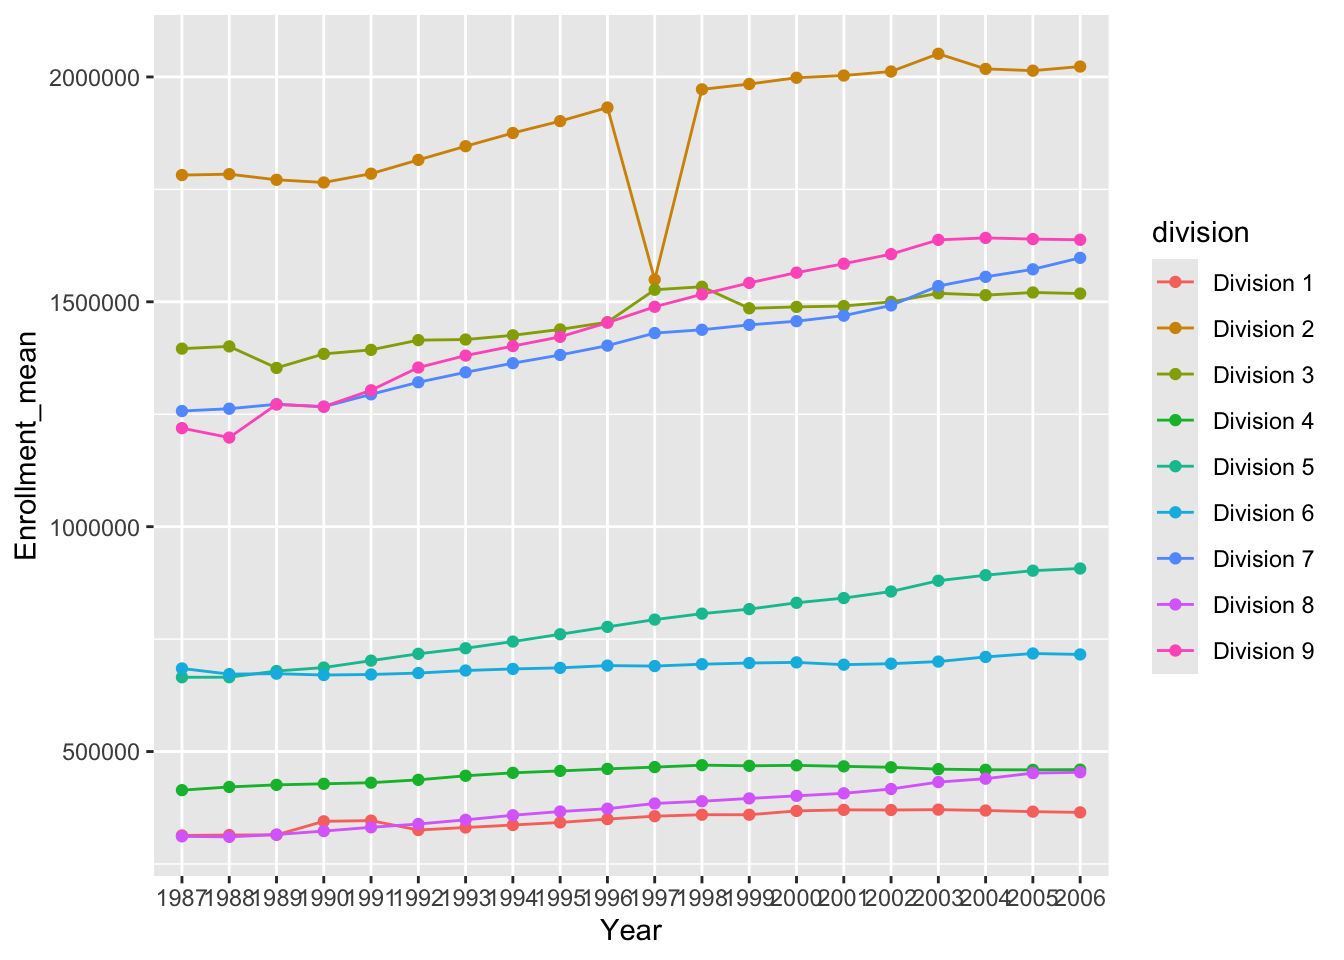 2000000
1500000
1000000
500000
Enrollment_mean
1987 1988 1989 1990 1991 1992 1993 1994 1995 1996 1997 1998 1999 2000 2001 2002 2003 2004 2005 2006
Year
division
Division 1
Division 2
Division 3
Division 4
Division 5
Division 6
Division 7
Division 8
Division 9